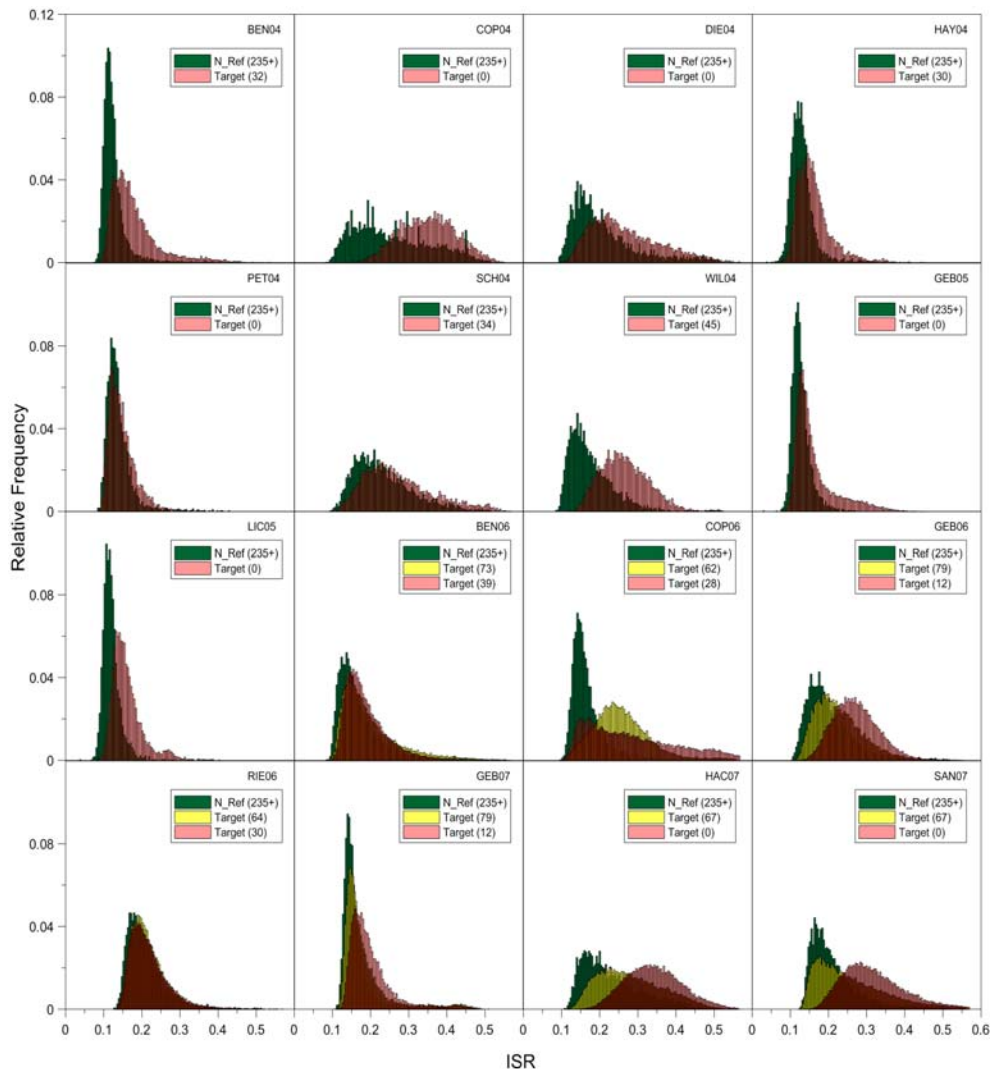 0.12
BEN04
N_Ref (235+)
Target (32)
COP04
N_Ref (235+)
Target (0)
DIE04
N_Ref (235+)
Target (0)
HAY04
N_Ref (235+)
Target (30)
0.08
0.04
0
PET04
N_Ref (235+)
Target (0)
SCH04
N_Ref (235+)
Target (34)
WIL04
N_Ref (235+)
Target (45)
GEB05
N_Ref (235+)
Target (0)
0.08
0.04
0
LIC05
N_Ref (235+)
Target (0)
BEN06
N_Ref (235+)
Target (73)
Target (39)
COP06
N_Ref (235+)
Target (62)
Target (28)
GEB06
N_Ref (235+)
Target (79)
Target (12)
0.08
0.04
0
RIE06
N_Ref (235+)
Target (64)
Target (30)
GEB07
N_Ref (235+)
Target (79)
Target (12)
HAC07
N_Ref (235+)
Target (67)
Target (0)
SAN07
N_Ref (235+)
Target (67)
Target (0)
0.08
0.04
0
Relative Frequency
0 0.1 0.2 0.3 0.4 0.5 0 0.1 0.2 0.3 0.4 0.5 0 0.1 0.2 0.3 0.4 0.5 0 0.1 0.2 0.3 0.4 0.5 0.6
ISR